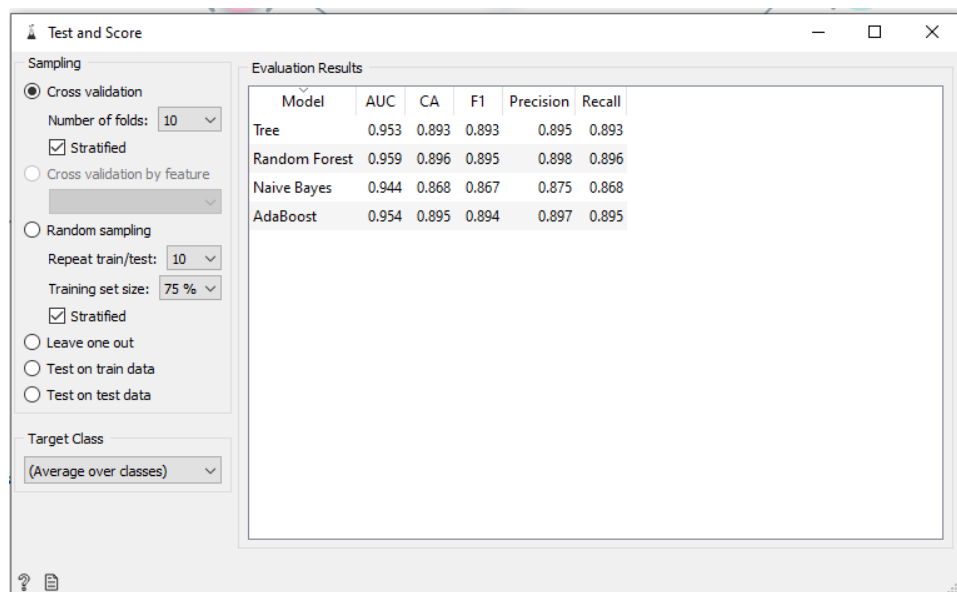 Test and Score
Sampling
Cross validation
Number of folds: 10
Stratified
Cross validation by feature
Random sampling
Repeat train/test: 10
Training set size: 75 %
Stratified
Leave one out
Test on train data
Test on test data
Target Class
(Average over classes)
Evaluation Results
Model AUC CA F1 Precision Recall
Tree 0.953 0.893 0.893 0.895 0.893
Random Forest 0.959 0.896 0.895 0.898 0.896
Naive Bayes 0.944 0.868 0.867 0.875 0.868
AdaBoost 0.954 0.895 0.894 0.897 0.895
?